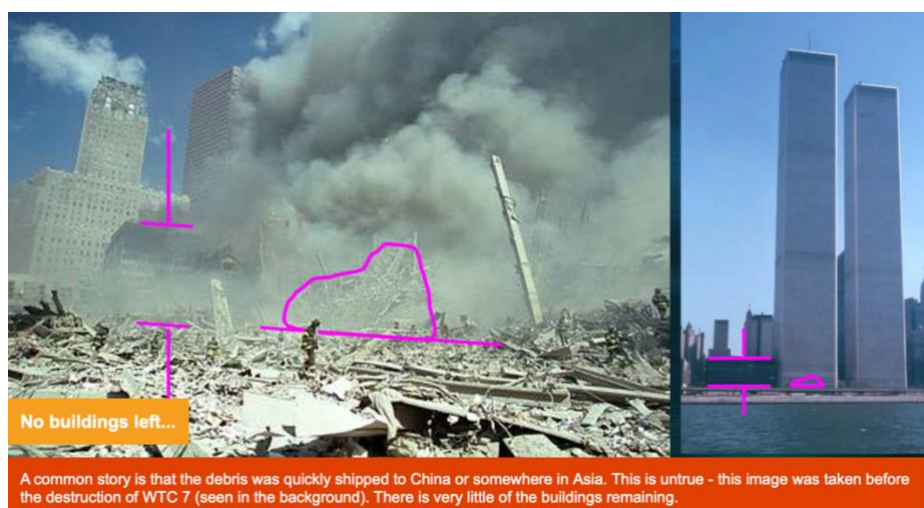 No buildings left...
A common story is that the debris was quickly shipped to China or somewhere in Asia. This is untrue - this image was taken before
the destruction of WTC 7 (seen in the background). There is very little of the buildings remaining.